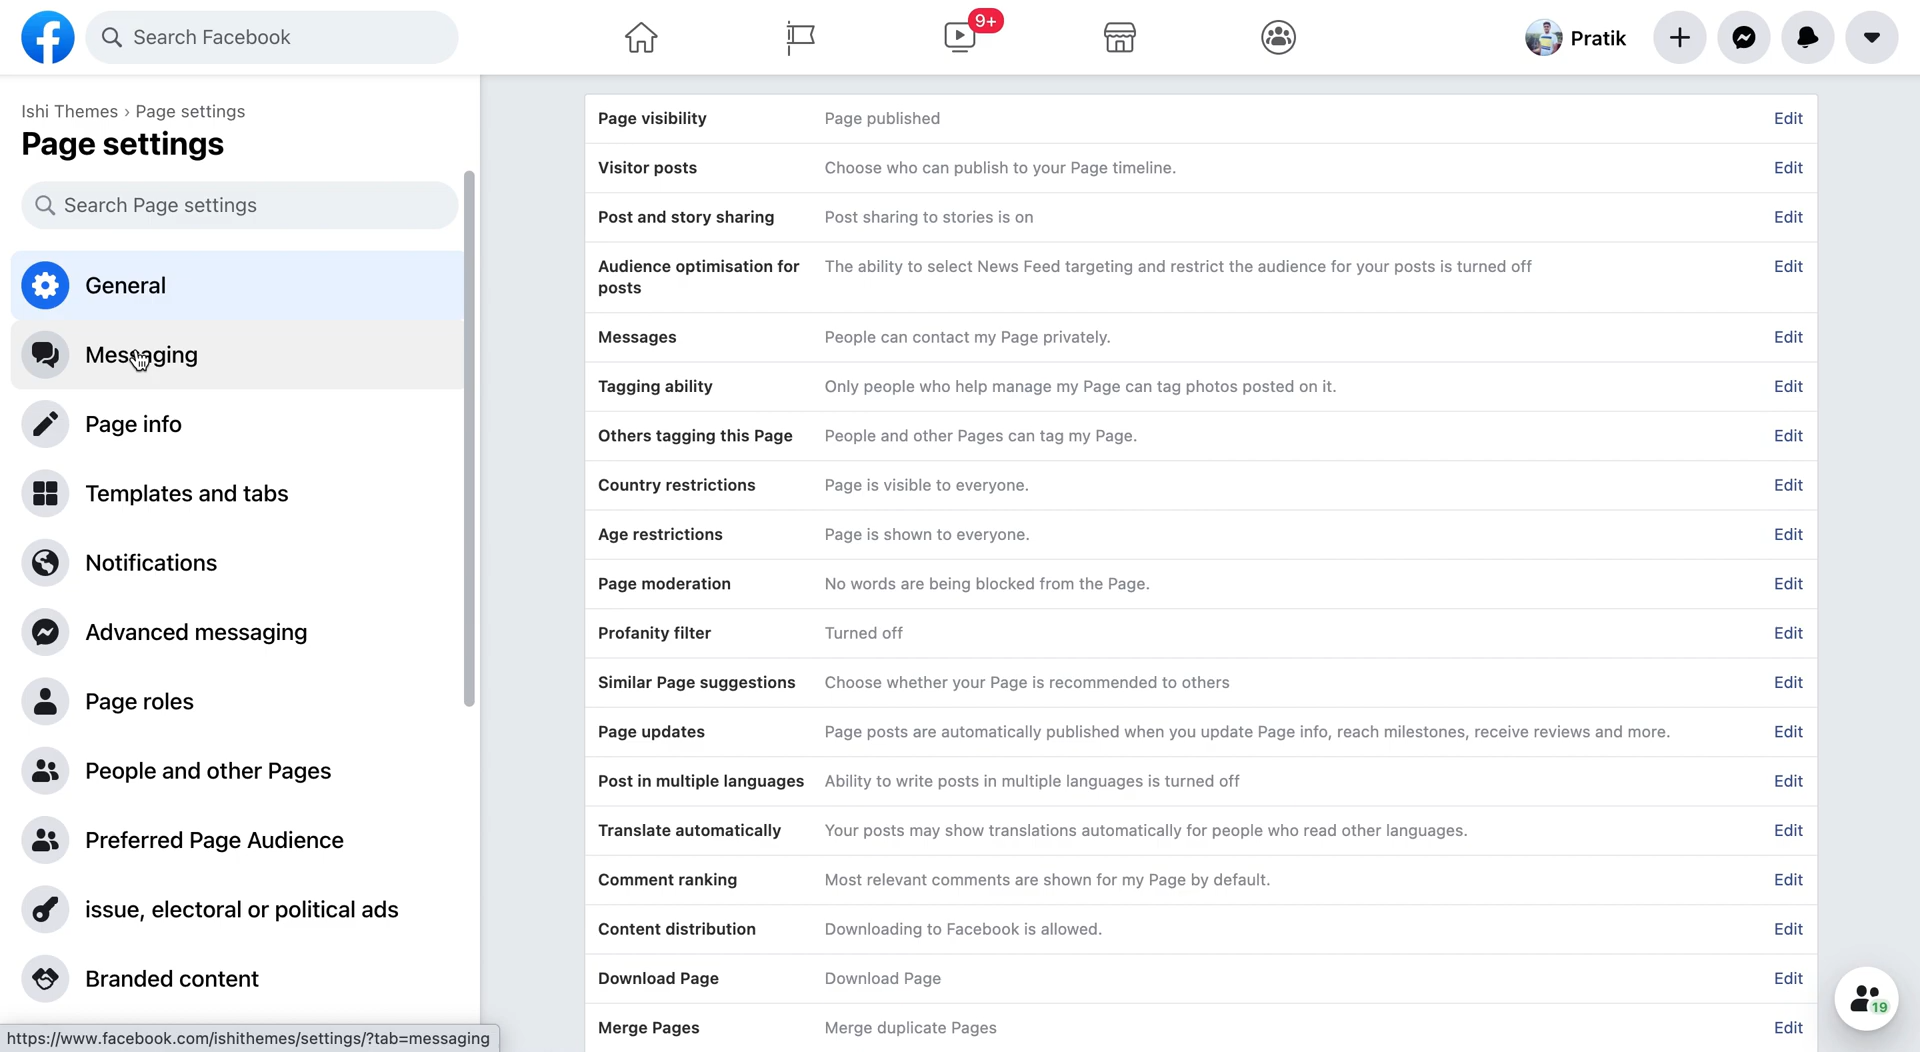 Search Facebook
9+
Pratik
Ishi Themes › Page settings
Page settings
Search Page settings
General
Messaging
Page info
Templates and tabs
Notifications
Advanced messaging
Page roles
People and other Pages
Preferred Page Audience
issue, electoral or political ads
Branded content
https://www.facebook.com/ishithemes/settings/?tab=messaging
Page visibility Page published Edit
Visitor posts Choose who can publish to your Page timeline. Edit
Post and story sharing Post sharing to stories is on Edit
Audience optimisation for The ability to select News Feed targeting and restrict the audience for your posts is turned off Edit
posts
Messages People can contact my Page privately. Edit
Tagging ability Only people who help manage my Page can tag photos posted on it. Edit
Others tagging this Page People and other Pages can tag my Page. Edit
Country restrictions Page is visible to everyone. Edit
Age restrictions Page is shown to everyone. Edit
Page moderation No words are being blocked from the Page. Edit
Profanity filter Turned off Edit
Similar Page suggestions Choose whether your Page is recommended to others Edit
Page updates Page posts are automatically published when you update Page info, reach milestones, receive reviews and more. Edit
Post in multiple languages Ability to write posts in multiple languages is turned off Edit
Translate automatically Your posts may show translations automatically for people who read other languages. Edit
Comment ranking Most relevant comments are shown for my Page by default. Edit
Content distribution Downloading to Facebook is allowed. Edit
Download Page Download Page Edit
Merge Pages Merge duplicate Pages Edit
19